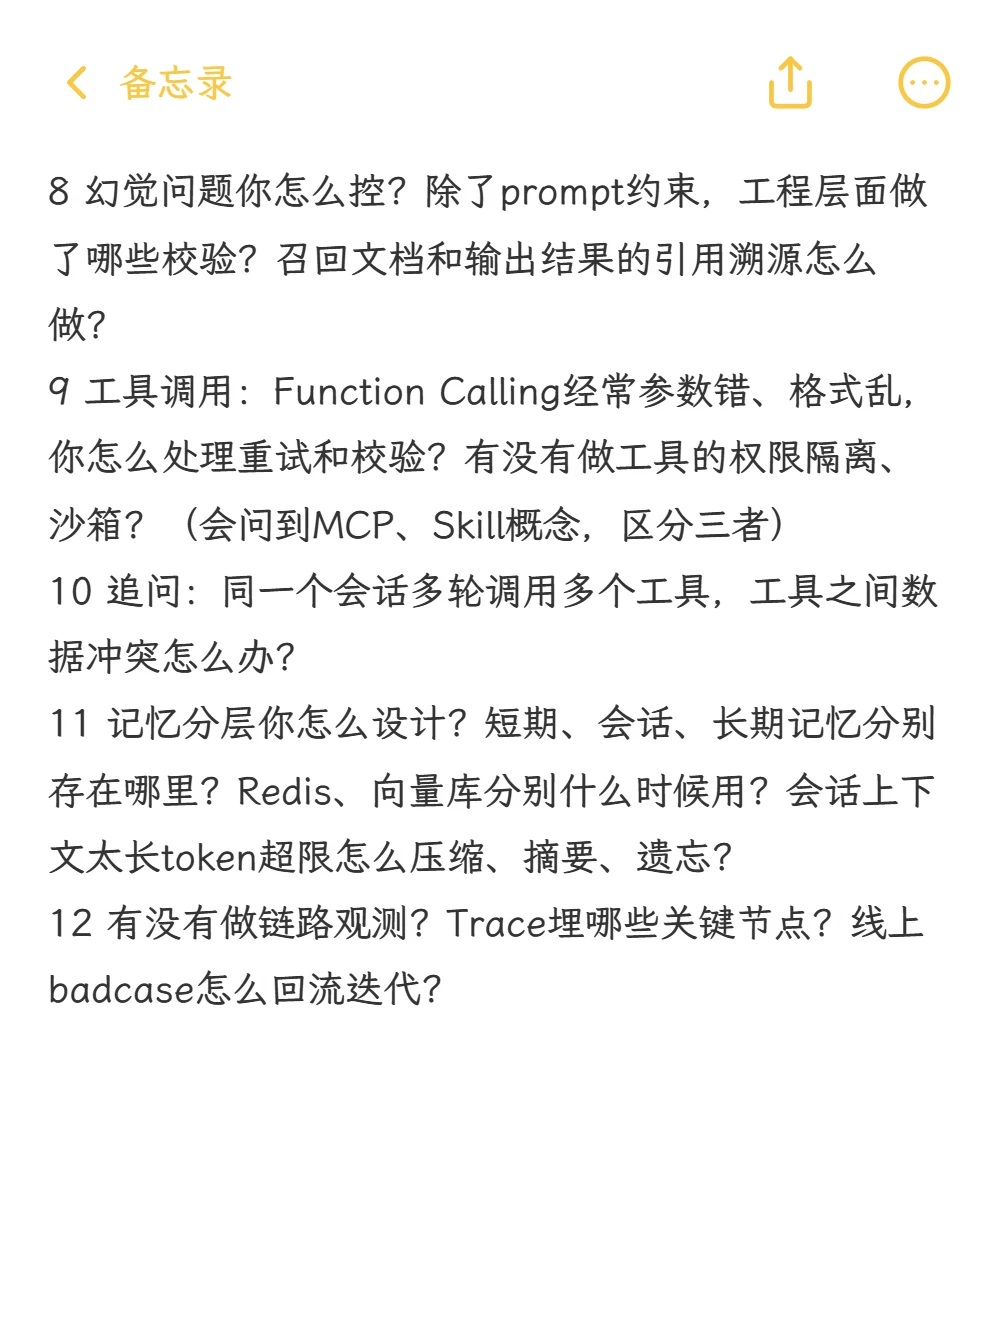 备忘录
8 幻觉问题你怎么控？除了prompt约束，工程层面做
了哪些校验？召回文档和输出结果的引用溯源怎么
做？
9 工具调用：Function Calling经常参数错、格式乱，
你怎么处理重试和校验？有没有做工具的权限隔离、
沙箱？（会问到MCP、Skill概念，区分三者）
10 追问：同一个会话多轮调用多个工具，工具之间数
据冲突怎么办？
11 记忆分层你怎么设计？短期、会话、长期记忆分别
存在哪里？Redis、向量库分别什么时候用？会话上下
文太长token超限怎么压缩、摘要、遗忘？
12 有没有做链路观测？Trace埋哪些关键节点？线上
badcase怎么回流迭代？